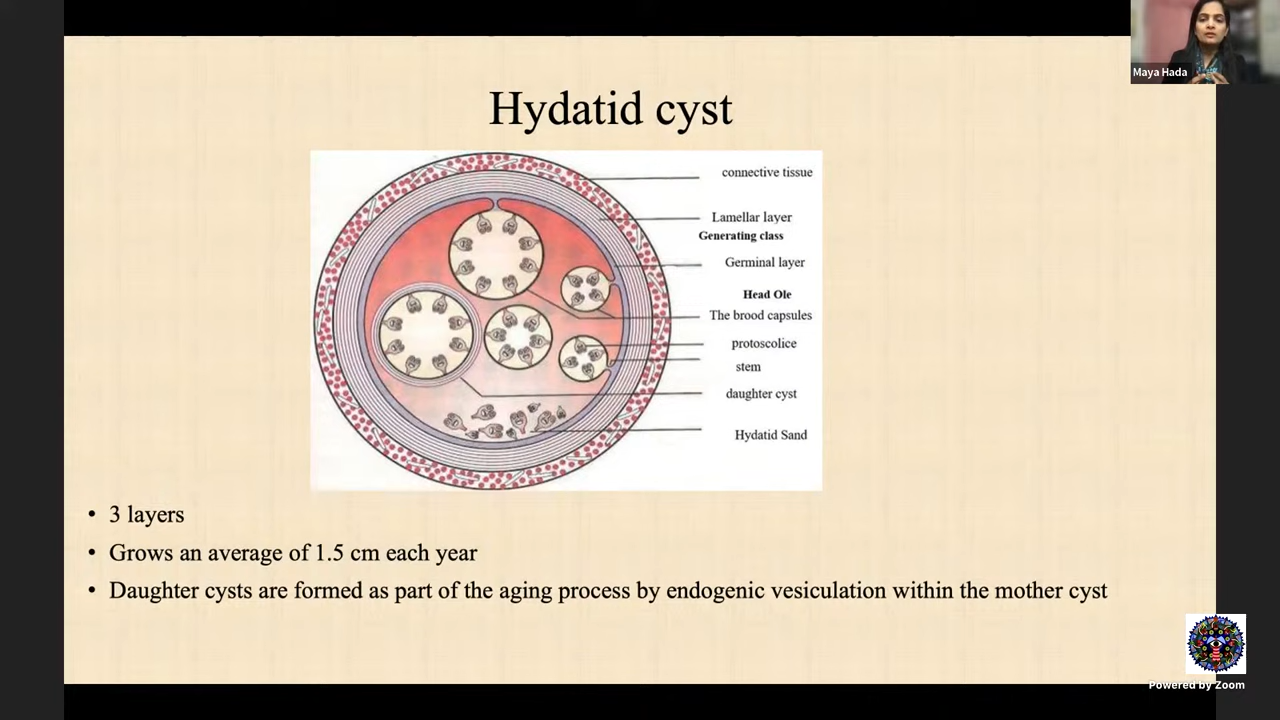 Maya Hada
Hydatid cyst
connective tissue
Lamellar layer
Generating class
Germinal layer
Head Ole
The brood capsules
protoscolice
stem
daughter cyst
Hydatid Sand
• 3 layers
• Grows an average of 1.5 cm each year
• Daughter cysts are formed as part of the aging process by endogenic vesiculation within the mother cyst
Powered by Zoom